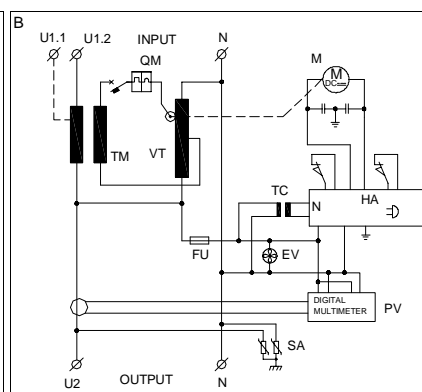 B
U1.1 U1.2 INPUT N
QM
M
M
DC
TM
VT
TC
N
HA
FU
EV
DIGITAL
MULTIMETER
PV
SA
U2 OUTPUT N